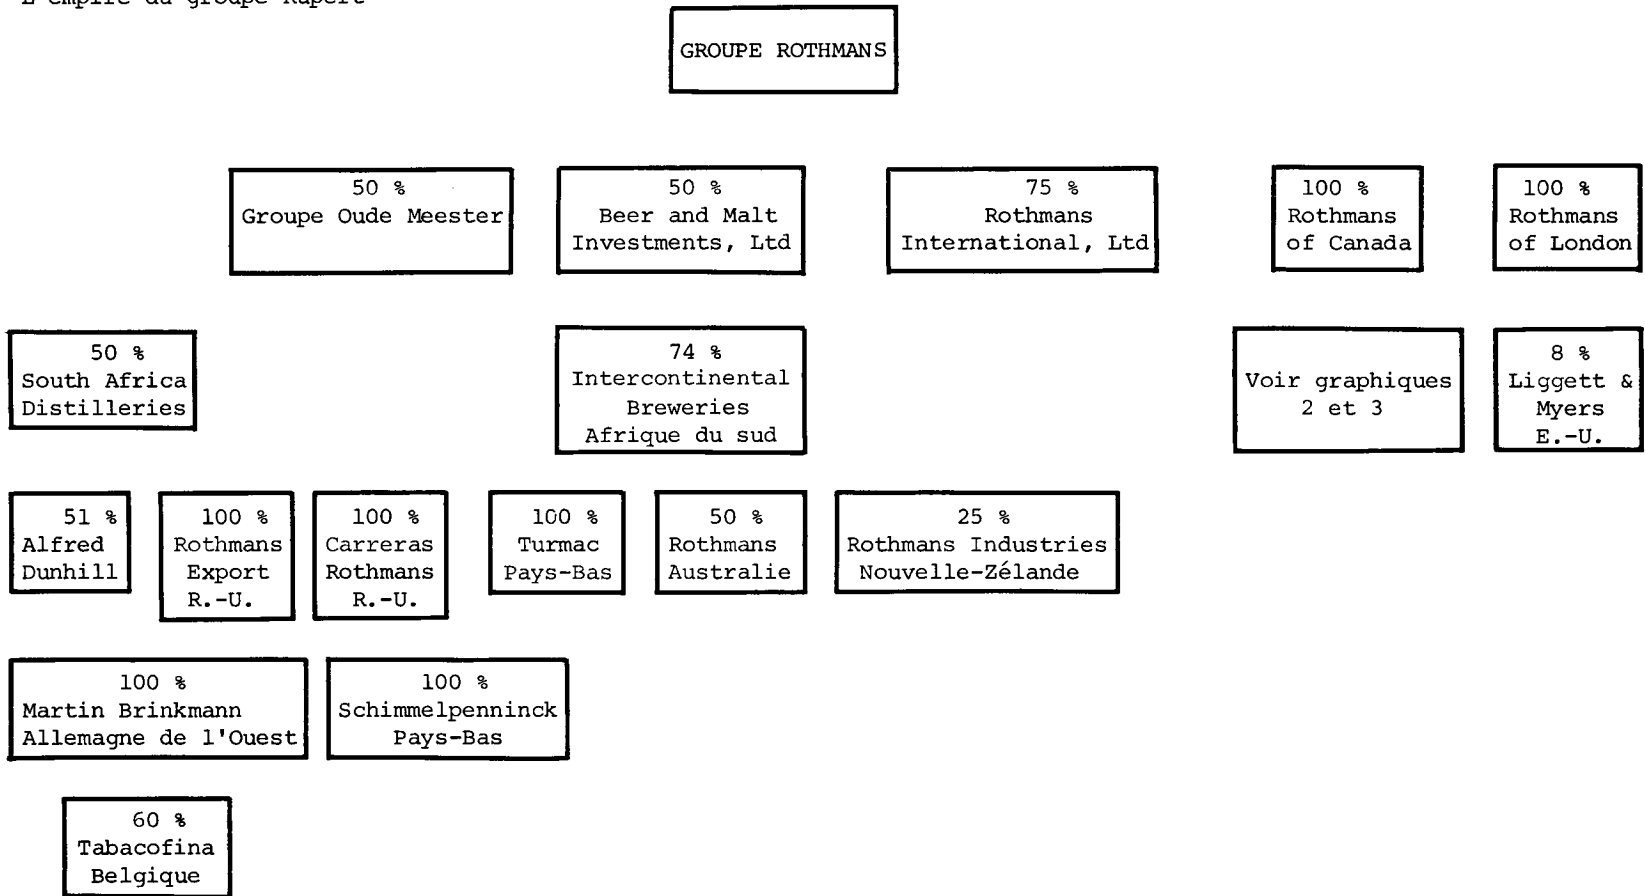 L'empire du groupe Rupert
GROUPE ROTHMANS
50 %
Groupe Oude Meester
50 %
Beer and Malt
Investments, Ltd
75 %
Rothmans
International, Ltd
100 %
Rothmans
of Canada
100 %
Rothmans
of London
50 %
South Africa
Distilleries
74 %
Intercontinental
Breweries
Afrique du sud
Voir graphiques
2 et 3
8 %
Liggett &
Myers
E.-U.
51 %
Alfred
Dunhill
100 %
Rothmans
Export
R.-U.
100 %
Carreras
Rothmans
R.-U.
100 %
Turmac
Pays-Bas
50 %
Rothmans
Australie
25 %
Rothmans Industries
Nouvelle-Zélande
100 %
Martin Brinkmann
Allemagne de l'Ouest
100 %
Schimmelpenninck
Pays-Bas
60 %
Tabacofina
Belgique